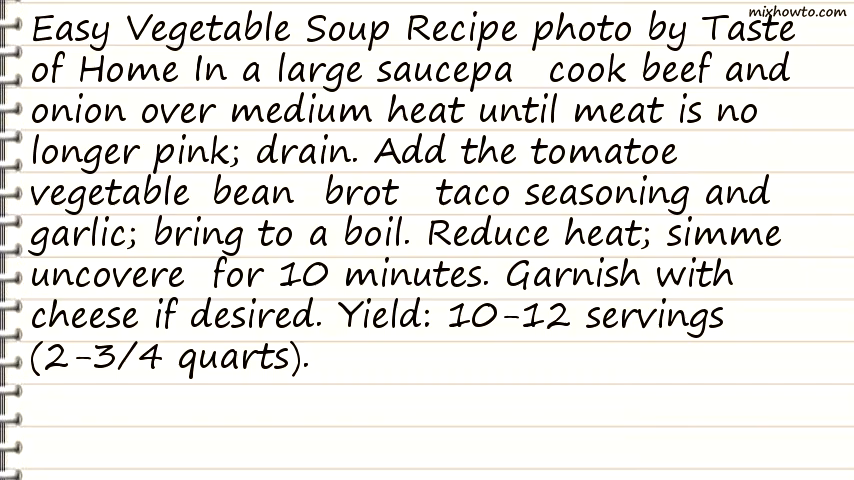 mixhowto.com
Easy Vegetable Soup Recipe photo by Taste
of Home In a large saucepa cook beef and
onion over medium heat until meat is no
longer pink; drain. Add the tomatoe
vegetable bean brot taco seasoning and
garlic; bring to a boil. Reduce heat; simme
uncovere for 10 minutes. Garnish with
cheese if desired. Yield: 10-12 servings
(2-3/4 quarts).